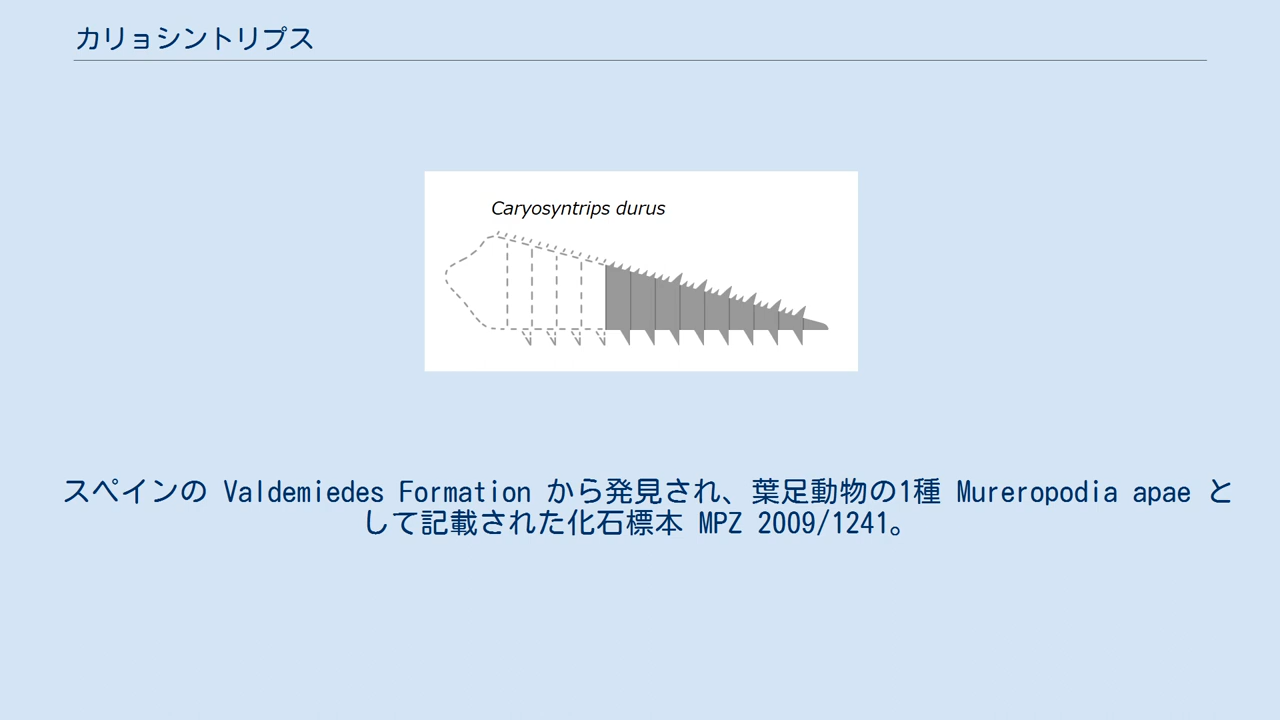 カリョシントリプス
Caryosyntrips durus
スペインの Valdemiedes Formation から発見され、葉足動物の1種 Mureropodia apae と
して記載された化石標本 MPZ 2009/1241。